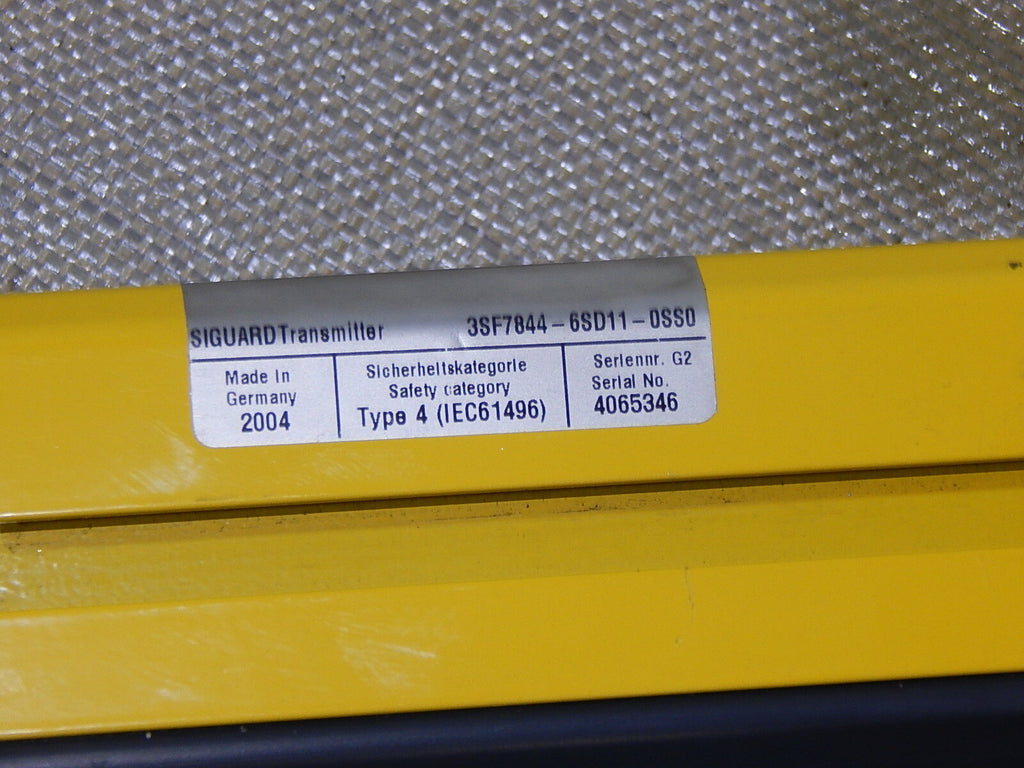 SIGUARD Transmitter 3SF7844-6SD11-0SS0
Made in
Germany
2004
Sicherheitskategorie
Safety category
Type 4 (IEC61496)
Seriennr. G2
Serial No.
4065346